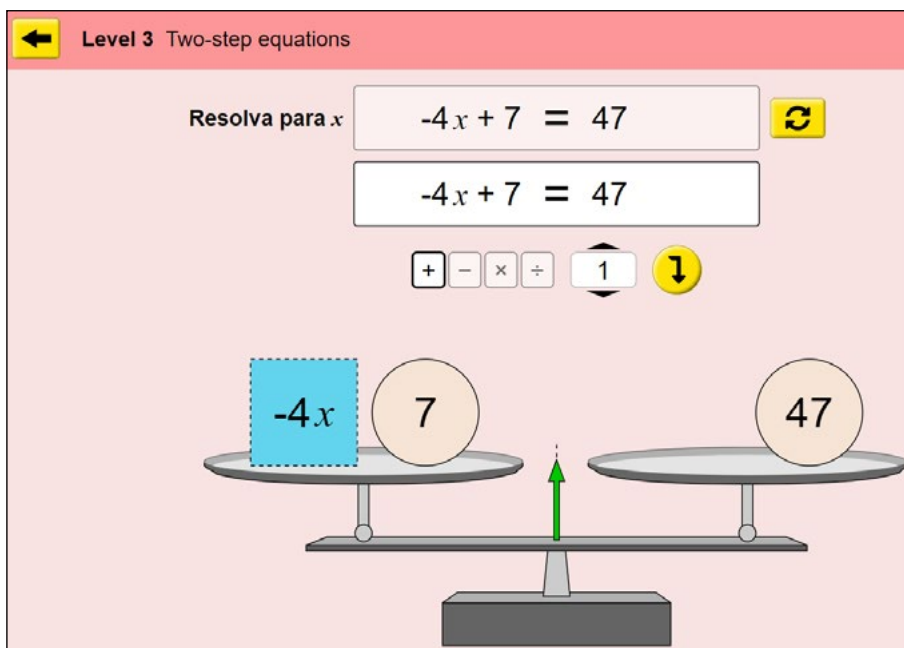 Level 3 Two-step equations
Resolva para x -4x + 7 = 47
-4x + 7 = 47
+ − × ÷ 1
-4x 7 47